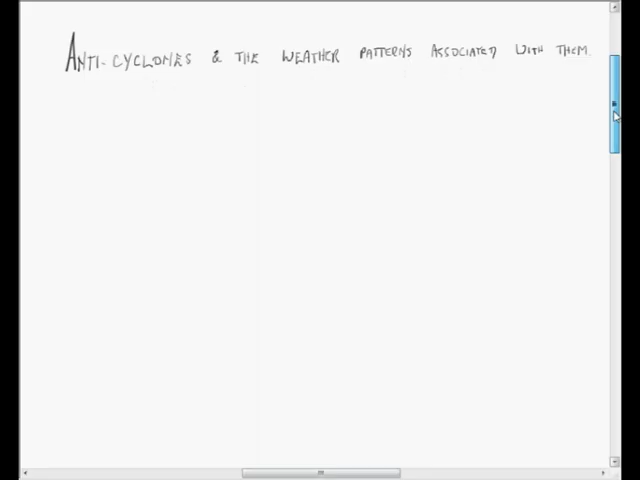 ANTI-CYCLONES & THE WEATHER PATTERNS ASSOCIATED WITH THEM.